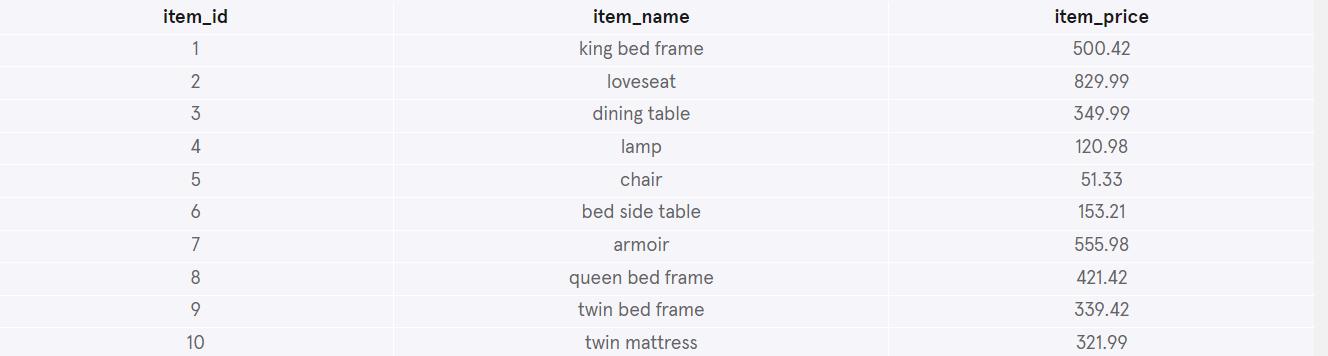 item_id item_name item_price
1 king bed frame 500.42
2 loveseat 829.99
3 dining table 349.99
4 lamp 120.98
5 chair 51.33
6 bed side table 153.21
7 armoir 555.98
8 queen bed frame 421.42
9 twin bed frame 339.42
10 twin mattress 321.99